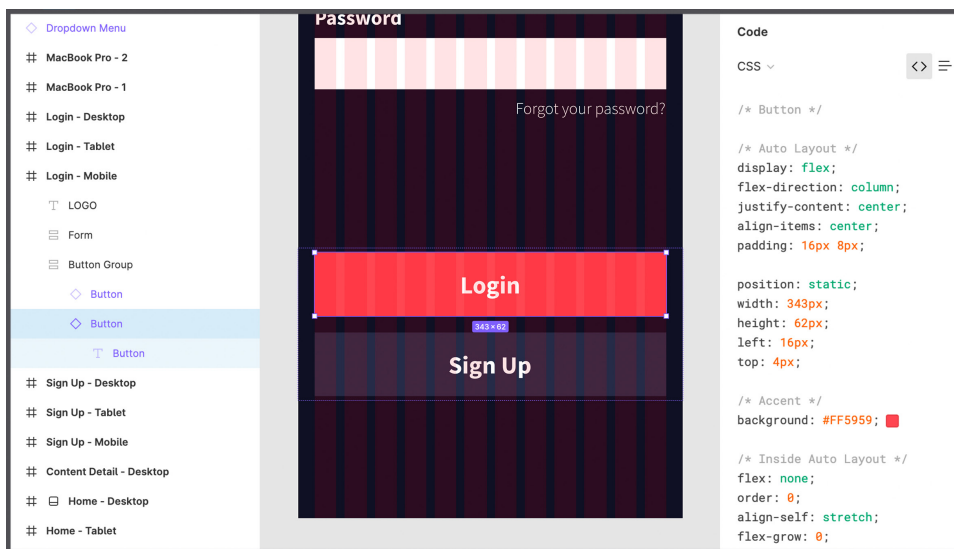 Dropdown Menu
MacBook Pro - 2
MacBook Pro - 1
Login - Desktop
Login - Tablet
Login - Mobile
LOGO
Form
Button Group
Button
Button
Button
Sign Up - Desktop
Sign Up - Tablet
Sign Up - Mobile
Content Detail - Desktop
Home - Desktop
Home - Tablet
Password
Forgot your password?
Login
343 × 62
Sign Up
Code
CSS
/* Button */
/* Auto Layout */
display: flex;
flex-direction: column;
justify-content: center;
align-items: center;
padding: 16px 8px;
position: static;
width: 343px;
height: 62px;
left: 16px;
top: 4px;
/* Accent */
background: #FF5959;
/* Inside Auto Layout */
flex: none;
order: 0;
align-self: stretch;
flex-grow: 0;